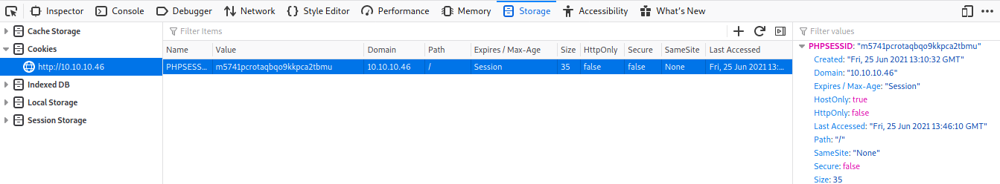 Inspector Console Debugger Network Style Editor Performance Memory Storage Accessibility What's New
Cache Storage
Cookies
http://10.10.10.46
Indexed DB
Local Storage
Session Storage
Filter Items
Name Value Domain Path Expires / Max-Age Size HttpOnly Secure SameSite Last Accessed
PHPSESS... m5741pcrotaqbqo9kkpca2tbmu 10.10.10.46 / Session 35 false false None Fri, 25 Jun 2021 13:...
Filter values
PHPSESSID: "m5741pcrotaqbqo9kkpca2tbmu"
Created: "Fri, 25 Jun 2021 13:10:32 GMT"
Domain: "10.10.10.46"
Expires / Max-Age: "Session"
HostOnly: true
HttpOnly: false
Last Accessed: "Fri, 25 Jun 2021 13:46:10 GMT"
Path: "/"
SameSite: "None"
Secure: false
Size: 35